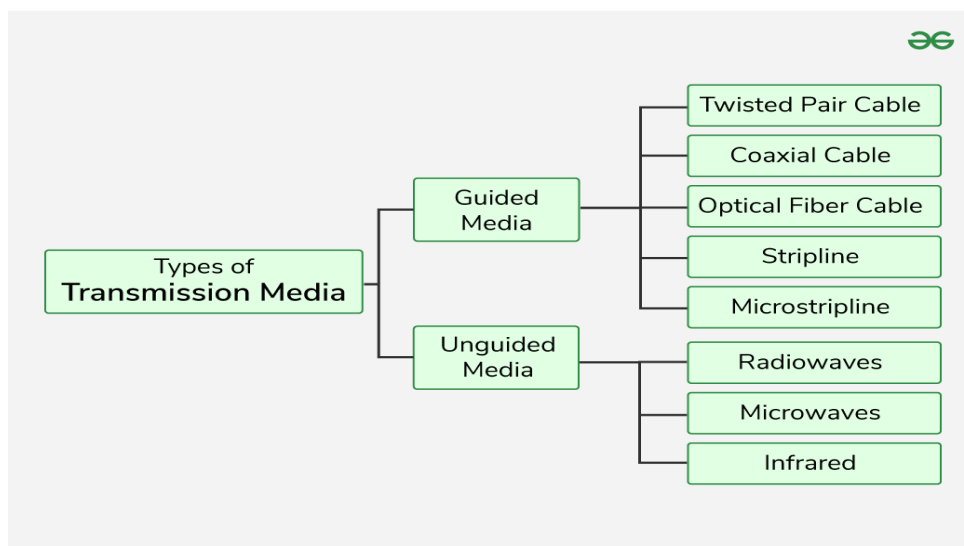 Types of
Transmission Media
Guided
Media
Twisted Pair Cable
Coaxial Cable
Optical Fiber Cable
Stripline
Microstripline
Unguided
Media
Radiowaves
Microwaves
Infrared